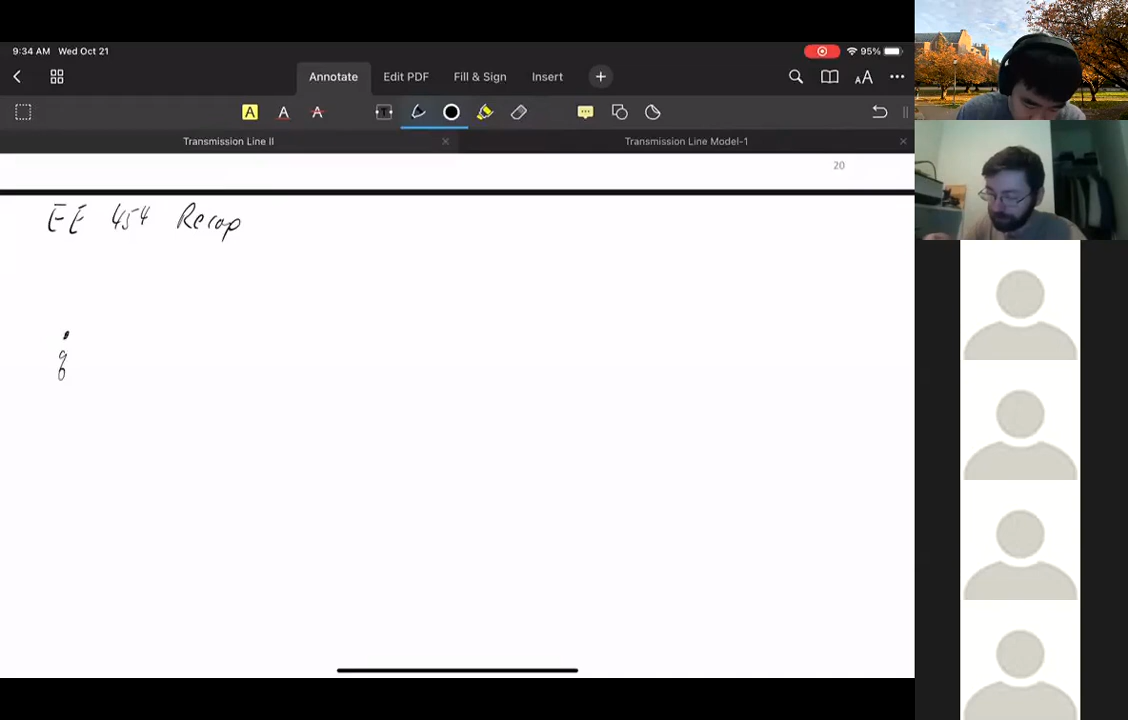 9:34 AM Wed Oct 21
95%
Annotate Edit PDF Fill & Sign Insert
A A A T AA
Transmission Line II Transmission Line Model-1
20
EE 454 Recap